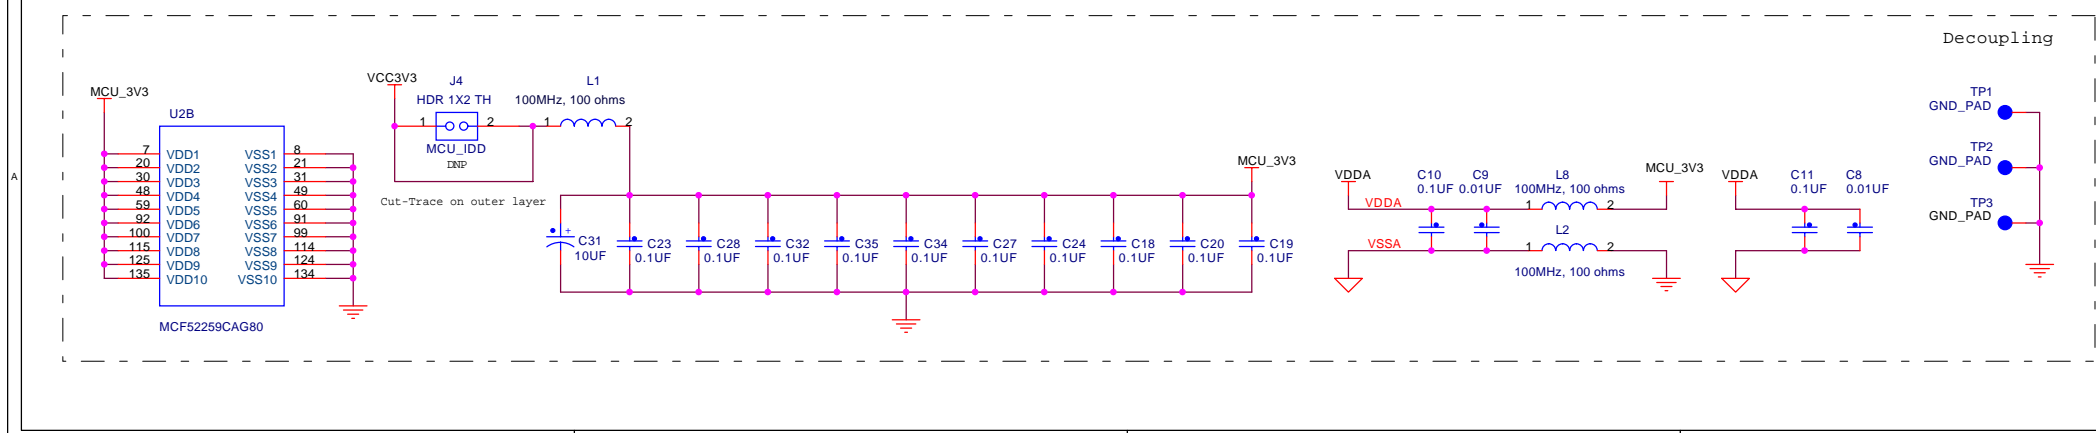 Decoupling
A
MCU_3V3
U2B
7 VDD1 VSS1 8
20 VDD2 VSS2 21
30 VDD3 VSS3 31
48 VDD4 VSS4 49
59 VDD5 VSS5 60
92 VDD6 VSS6 91
100 VDD7 VSS7 99
115 VDD8 VSS8 114
125 VDD9 VSS9 124
135 VDD10 VSS10 134
MCF52259CAG80
VCC3V3
J4
HDR 1X2 TH
1 2
MCU_IDD
DNP
Cut-Trace on outer layer
L1
100MHz, 100 ohms
1 2
MCU_3V3
+
C31
10UF
C23
0.1UF
C28
0.1UF
C32
0.1UF
C35
0.1UF
C34
0.1UF
C27
0.1UF
C24
0.1UF
C18
0.1UF
C20
0.1UF
C19
0.1UF
VDDA
VDDA
VSSA
C10
0.1UF
C9
0.01UF
L8
100MHz, 100 ohms
1 2
L2
1 2
100MHz, 100 ohms
MCU_3V3
VDDA
C11
0.1UF
C8
0.01UF
TP1
GND_PAD
TP2
GND_PAD
TP3
GND_PAD